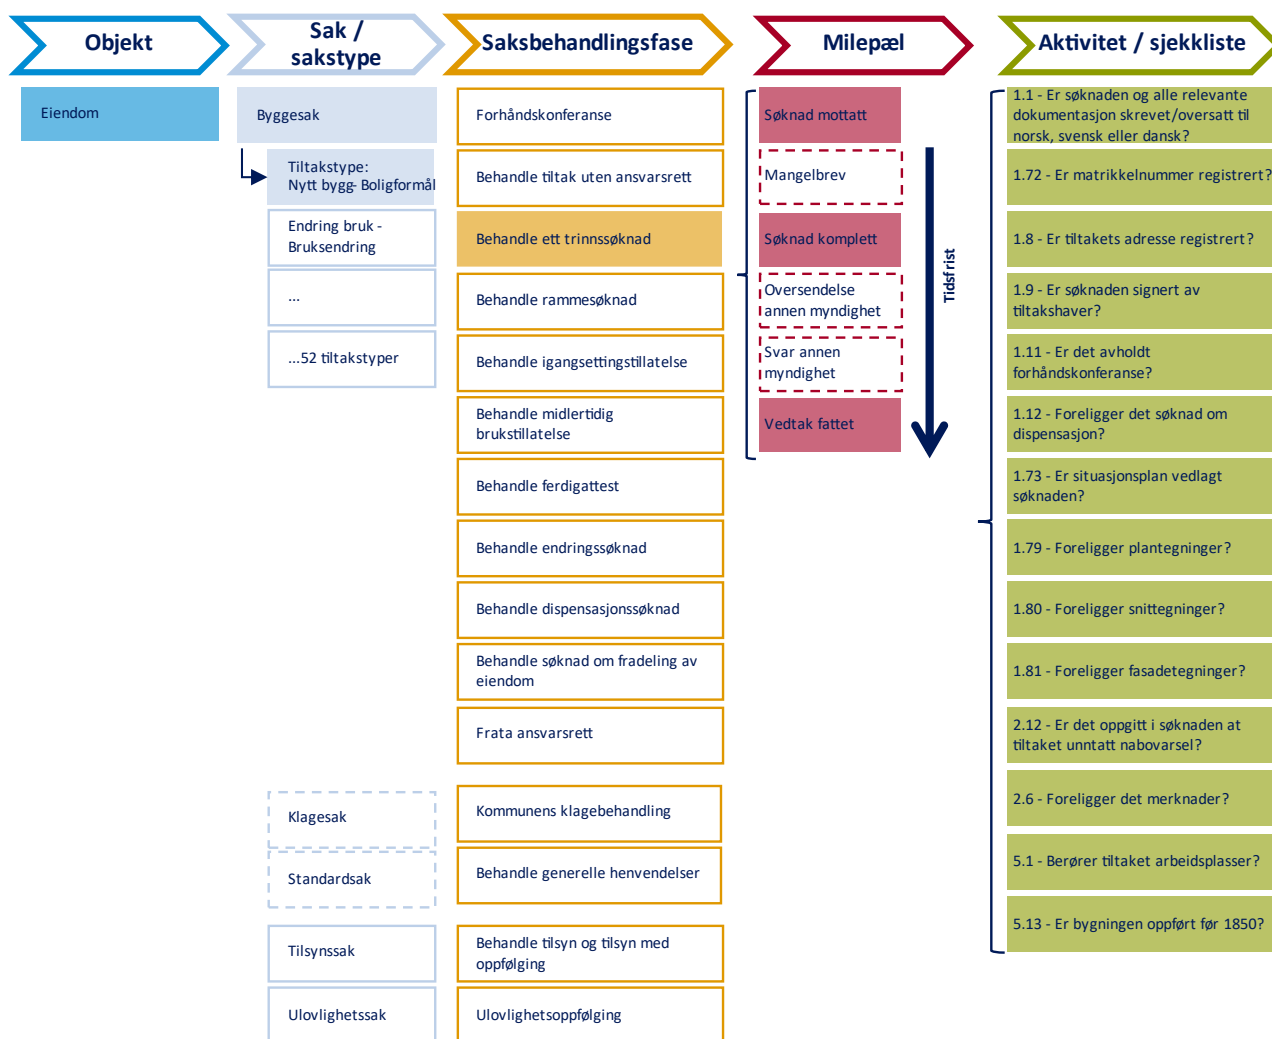 Objekt
Sak /
sakstype
Saksbehandlingsfase
Milepæl
Aktivitet / sjekkliste
Eiendom
Byggesak
Tiltakstype:
Nytt bygg- Boligformål
Endring bruk -
Bruksendring
...
...52 tiltakstyper
Klagesak
Standardsak
Tilsynssak
Ulovlighetssak
Forhåndskonferanse
Behandle tiltak uten ansvarsrett
Behandle ett trinnssøknad
Behandle rammesøknad
Behandle igangsettingstillatelse
Behandle midlertidig
brukstillatelse
Behandle ferdigattest
Behandle endringssøknad
Behandle dispensasjonssøknad
Behandle søknad om fradeling av
eiendom
Frata ansvarsrett
Kommunens klagebehandling
Behandle generelle henvendelser
Behandle tilsyn og tilsyn med
oppfølging
Ulovlighetsoppfølging
Søknad mottatt
Mangelbrev
Søknad komplett
Oversendelse
annen myndighet
Svar annen
myndighet
Vedtak fattet
Tidsfrist
1.1 - Er søknaden og alle relevante
dokumentasjon skrevet/oversatt til
norsk, svensk eller dansk?
1.72 - Er matrikkelnummer registrert?
1.8 - Er tiltakets adresse registrert?
1.9 - Er søknaden signert av
tiltakshaver?
1.11 - Er det avholdt
forhåndskonferanse?
1.12 - Foreligger det søknad om
dispensasjon?
1.73 - Er situasjonsplan vedlagt
søknaden?
1.79 - Foreligger plantegninger?
1.80 - Foreligger snittegninger?
1.81 - Foreligger fasadetegninger?
2.12 - Er det oppgitt i søknaden at
tiltaket unntatt nabovarsel?
2.6 - Foreligger det merknader?
5.1 - Berører tiltaket arbeidsplasser?
5.13 - Er bygningen oppført før 1850?